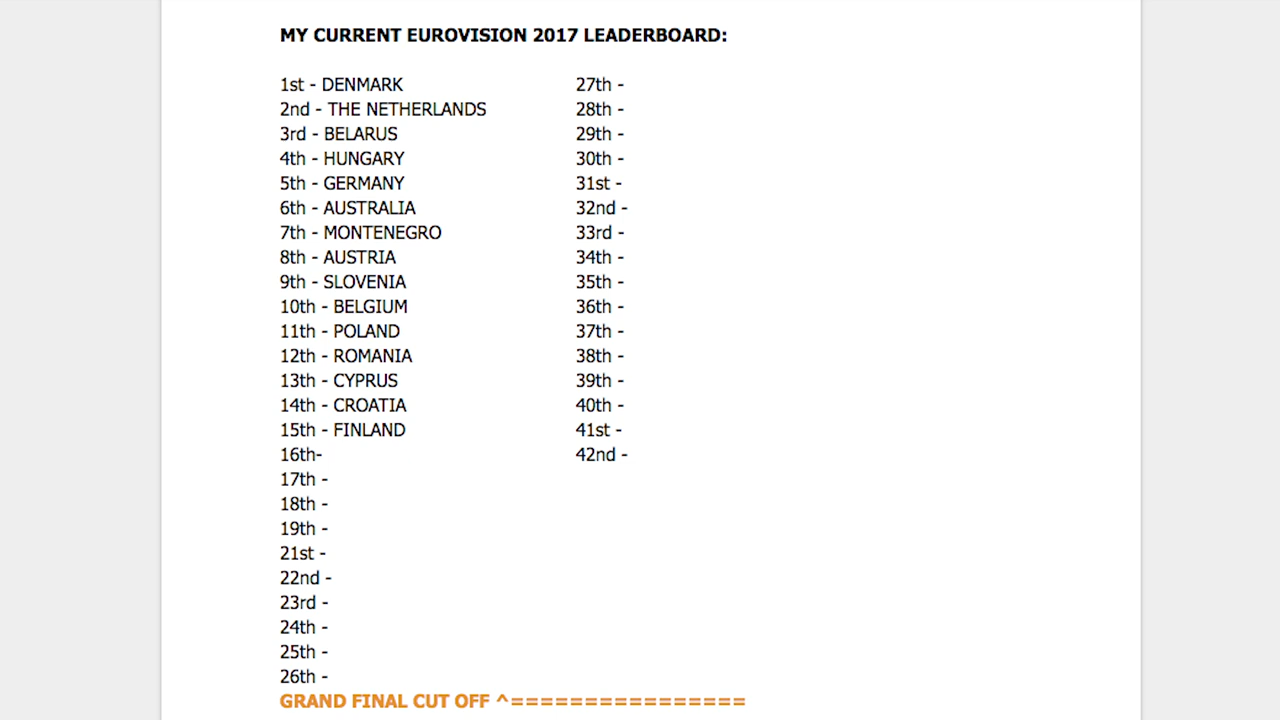 MY CURRENT EUROVISION 2017 LEADERBOARD:
1st - DENMARK
2nd - THE NETHERLANDS
3rd - BELARUS
4th - HUNGARY
5th - GERMANY
6th - AUSTRALIA
7th - MONTENEGRO
8th - AUSTRIA
9th - SLOVENIA
10th - BELGIUM
11th - POLAND
12th - ROMANIA
13th - CYPRUS
14th - CROATIA
15th - FINLAND
16th-
17th -
18th -
19th -
21st -
22nd -
23rd -
24th -
25th -
26th -
GRAND FINAL CUT OFF ^================
27th -
28th -
29th -
30th -
31st -
32nd -
33rd -
34th -
35th -
36th -
37th -
38th -
39th -
40th -
41st -
42nd -